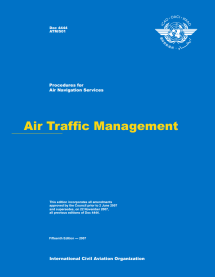 Doc 4444
ATM/501
Procedures for
Air Navigation Services
Air Traffic Management
This edition incorporates all amendments
approved by the Council prior to 2 June 2007
and supersedes, on 22 November 2007,
all previous editions of Doc 4444.
Fifteenth Edition — 2007
International Civil Aviation Organization